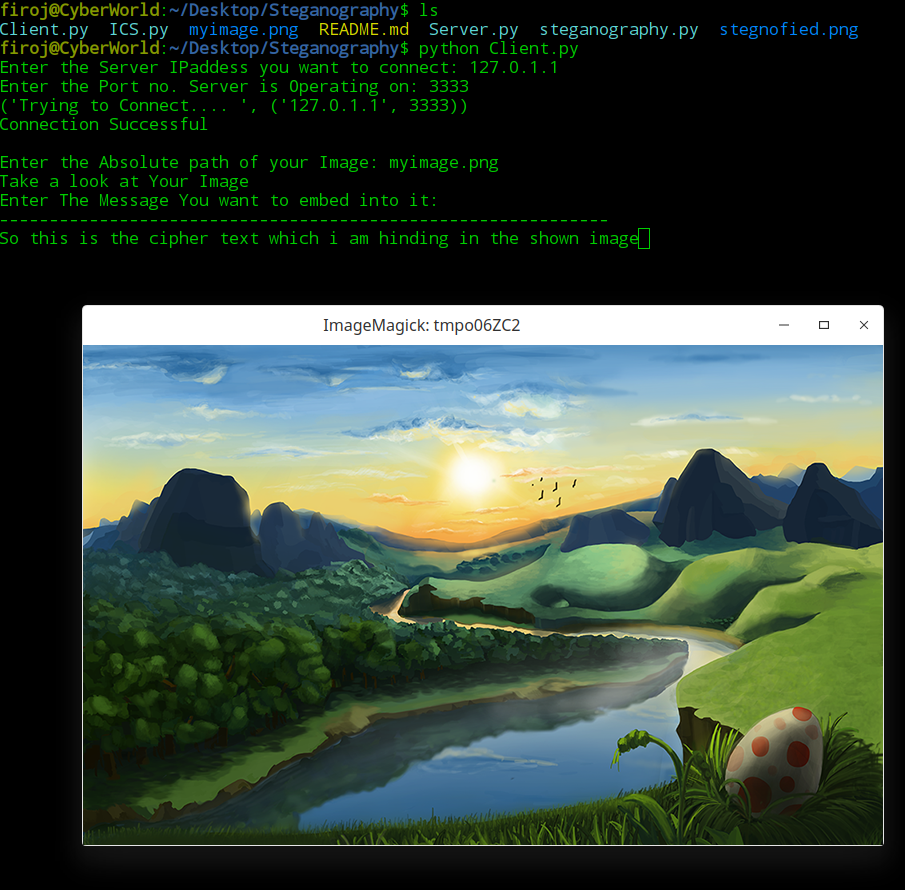 firoj@CyberWorld:~/Desktop/Steganography$ ls
Client.py  ICS.py  myimage.png  README.md  Server.py  steganography.py  stegnofied.png
firoj@CyberWorld:~/Desktop/Steganography$ python Client.py
Enter the Server IPaddess you want to connect: 127.0.1.1
Enter the Port no. Server is Operating on: 3333
('Trying to Connect.... ', ('127.0.1.1', 3333))
Connection Successful
Enter the Absolute path of your Image: myimage.png
Take a look at Your Image
Enter The Message You want to embed into it:
-------------------------------------------------------------
So this is the cipher text which i am hinding in the shown image
ImageMagick: tmpo06ZC2